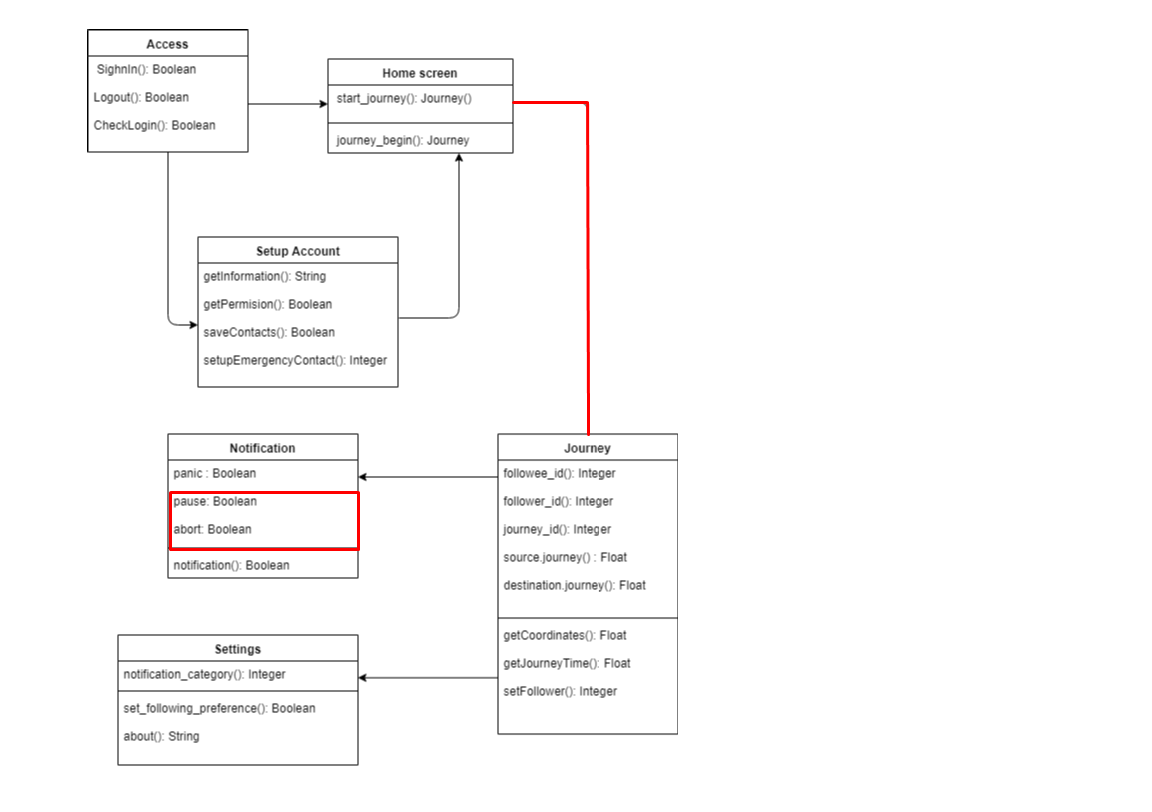 Access
SighnIn(): Boolean
Logout(): Boolean
CheckLogin(): Boolean
Home screen
start_journey(): Journey()
journey_begin(): Journey
Setup Account
getInformation(): String
getPermision(): Boolean
saveContacts(): Boolean
setupEmergencyContact(): Integer
Notification
panic : Boolean
pause: Boolean
abort: Boolean
notification(): Boolean
Journey
followee_id(): Integer
follower_id(): Integer
journey_id(): Integer
source.journey() : Float
destination.journey(): Float
getCoordinates(): Float
getJourneyTime(): Float
setFollower(): Integer
Settings
notification_category(): Integer
set_following_preference(): Boolean
about(): String